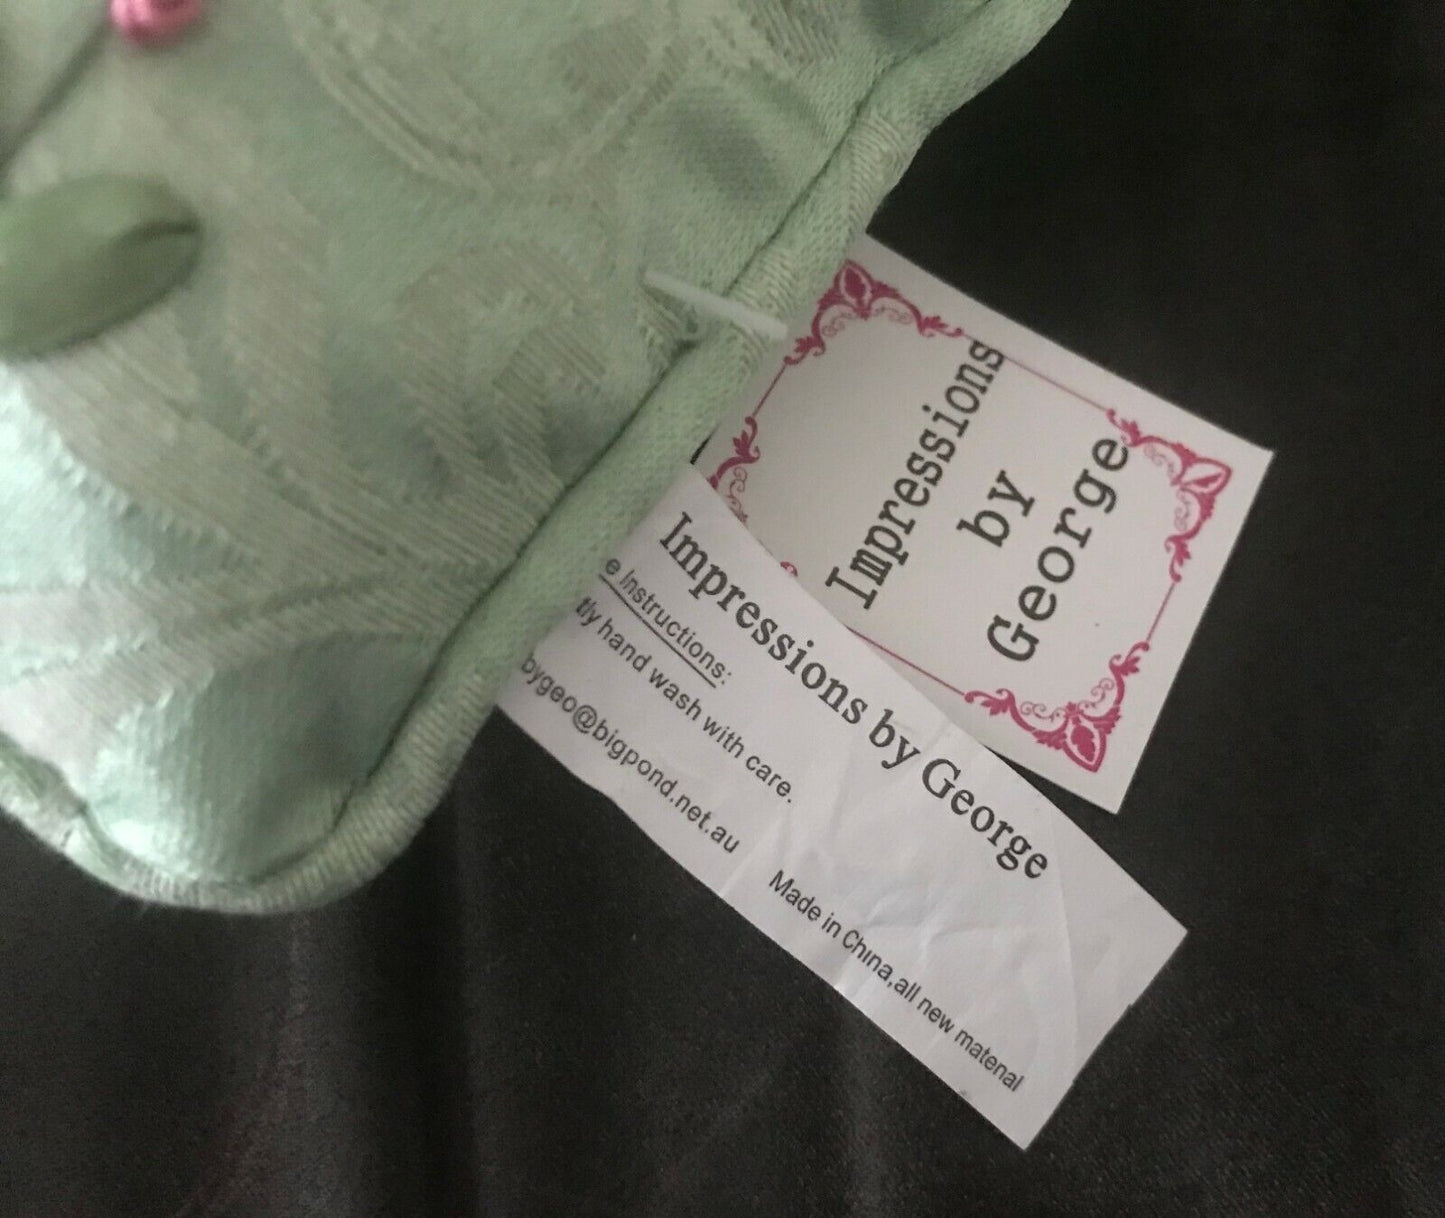 Impressions
by
George
Impressions by George
e Instructions:
tly hand wash with care.
bygeo@bigpond.net.au
Made in China,all new material